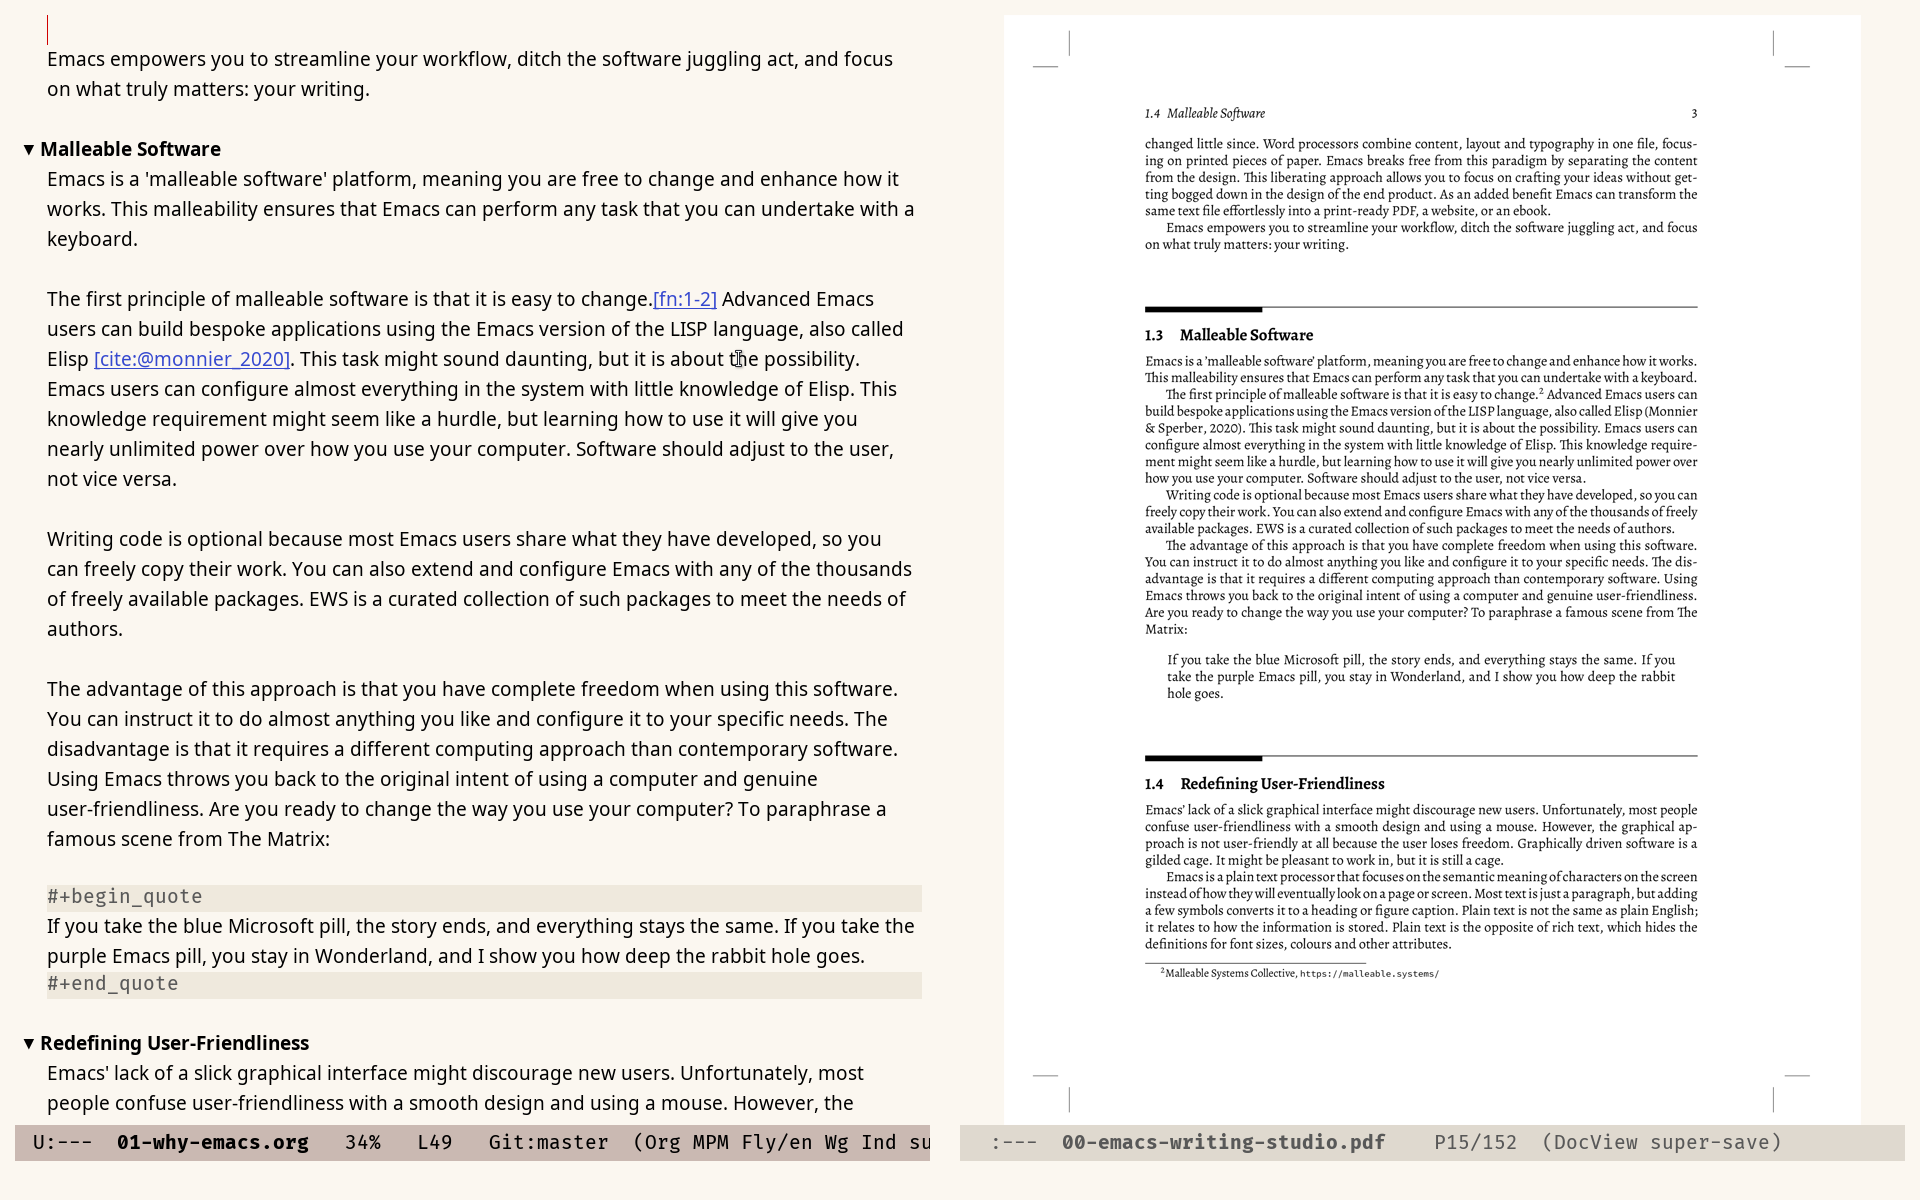 Emacs empowers you to streamline your workflow, ditch the software juggling act, and focus
on what truly matters: your writing.
▼ Malleable Software
Emacs is a 'malleable software' platform, meaning you are free to change and enhance how it
works. This malleability ensures that Emacs can perform any task that you can undertake with a
keyboard.
The first principle of malleable software is that it is easy to change.[fn:1-2] Advanced Emacs
users can build bespoke applications using the Emacs version of the LISP language, also called
Elisp [cite:@monnier_2020]. This task might sound daunting, but it is about the possibility.
Emacs users can configure almost everything in the system with little knowledge of Elisp. This
knowledge requirement might seem like a hurdle, but learning how to use it will give you
nearly unlimited power over how you use your computer. Software should adjust to the user,
not vice versa.
Writing code is optional because most Emacs users share what they have developed, so you
can freely copy their work. You can also extend and configure Emacs with any of the thousands
of freely available packages. EWS is a curated collection of such packages to meet the needs of
authors.
The advantage of this approach is that you have complete freedom when using this software.
You can instruct it to do almost anything you like and configure it to your specific needs. The
disadvantage is that it requires a different computing approach than contemporary software.
Using Emacs throws you back to the original intent of using a computer and genuine
user-friendliness. Are you ready to change the way you use your computer? To paraphrase a
famous scene from The Matrix:
#+begin_quote
If you take the blue Microsoft pill, the story ends, and everything stays the same. If you take the
purple Emacs pill, you stay in Wonderland, and I show you how deep the rabbit hole goes.
#+end_quote
▼ Redefining User-Friendliness
Emacs' lack of a slick graphical interface might discourage new users. Unfortunately, most
people confuse user-friendliness with a smooth design and using a mouse. However, the
U:--- 01-why-emacs.org 34% L49 Git:master (Org MPM Fly/en Wg Ind su
1.4 Malleable Software 3
changed little since. Word processors combine content, layout and typography in one file, focus-
ing on printed pieces of paper. Emacs breaks free from this paradigm by separating the content
from the design. This liberating approach allows you to focus on crafting your ideas without get-
ting bogged down in the design of the end product. As an added benefit Emacs can transform the
same text file effortlessly into a print-ready PDF, a website, or an ebook.
Emacs empowers you to streamline your workflow, ditch the software juggling act, and focus
on what truly matters: your writing.
1.3 Malleable Software
Emacs is a 'malleable software' platform, meaning you are free to change and enhance how it works.
This malleability ensures that Emacs can perform any task that you can undertake with a keyboard.
The first principle of malleable software is that it is easy to change.² Advanced Emacs users can
build bespoke applications using the Emacs version of the LISP language, also called Elisp (Monnier
& Sperber, 2020). This task might sound daunting, but it is about the possibility. Emacs users can
configure almost everything in the system with little knowledge of Elisp. This knowledge require-
ment might seem like a hurdle, but learning how to use it will give you nearly unlimited power over
how you use your computer. Software should adjust to the user, not vice versa.
Writing code is optional because most Emacs users share what they have developed, so you can
freely copy their work. You can also extend and configure Emacs with any of the thousands of freely
available packages. EWS is a curated collection of such packages to meet the needs of authors.
The advantage of this approach is that you have complete freedom when using this software.
You can instruct it to do almost anything you like and configure it to your specific needs. The dis-
advantage is that it requires a different computing approach than contemporary software. Using
Emacs throws you back to the original intent of using a computer and genuine user-friendliness.
Are you ready to change the way you use your computer? To paraphrase a famous scene from The
Matrix:
If you take the blue Microsoft pill, the story ends, and everything stays the same. If you
take the purple Emacs pill, you stay in Wonderland, and I show you how deep the rabbit
hole goes.
1.4 Redefining User-Friendliness
Emacs' lack of a slick graphical interface might discourage new users. Unfortunately, most people
confuse user-friendliness with a smooth design and using a mouse. However, the graphical ap-
proach is not user-friendly at all because the user loses freedom. Graphically driven software is a
gilded cage. It might be pleasant to work in, but it is still a cage.
Emacs is a plain text processor that focuses on the semantic meaning of characters on the screen
instead of how they will eventually look on a page or screen. Most text is just a paragraph, but adding
a few symbols converts it to a heading or figure caption. Plain text is not the same as plain English;
it relates to how the information is stored. Plain text is the opposite of rich text, which hides the
definitions for font sizes, colours and other attributes.
²Malleable Systems Collective, https://malleable.systems/
:--- 00-emacs-writing-studio.pdf P15/152 (DocView super-save)